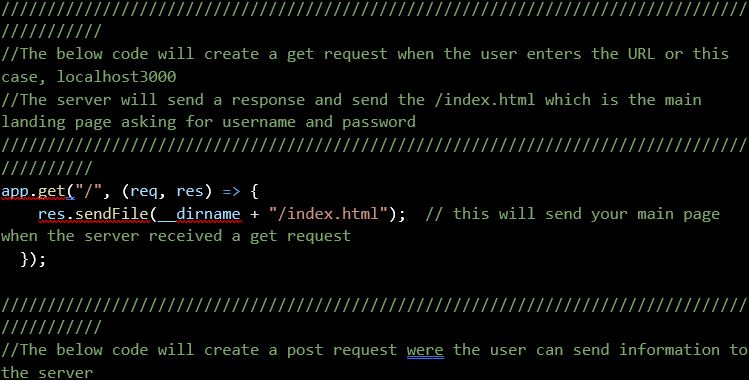 /////////////////////////////////////////////////////////////////////////////////
///////////
//The below code will create a get request when the user enters the URL or this
case, localhost3000
//The server will send a response and send the /index.html which is the main
landing page asking for username and password
/////////////////////////////////////////////////////////////////////////////////
//////////
app.get("/", (req, res) => {
    res.sendFile(__dirname + "/index.html");  // this will send your main page
when the server received a get request
  });
/////////////////////////////////////////////////////////////////////////////////
///////////
//The below code will create a post request were the user can send information to
the server